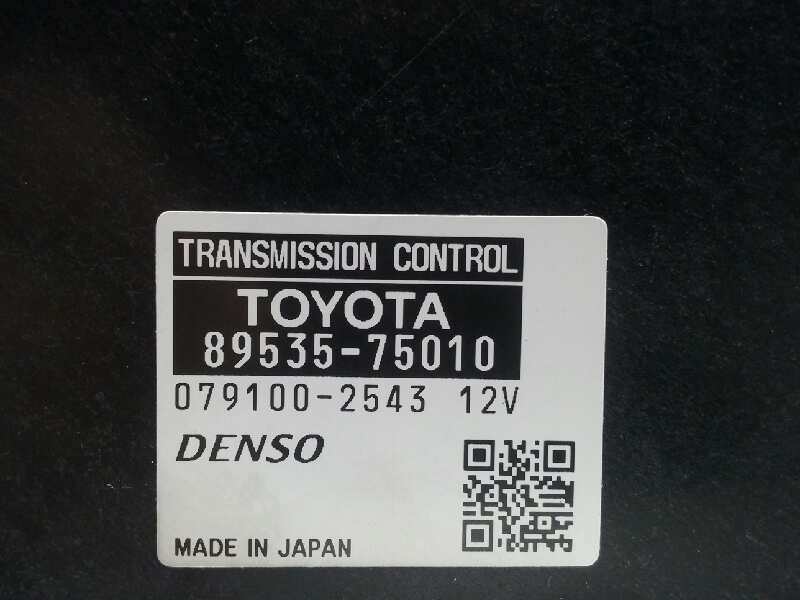 TRANSMISSION CONTROL
TOYOTA
89535-75010
079100-2543 12V
DENSO
MADE IN JAPAN